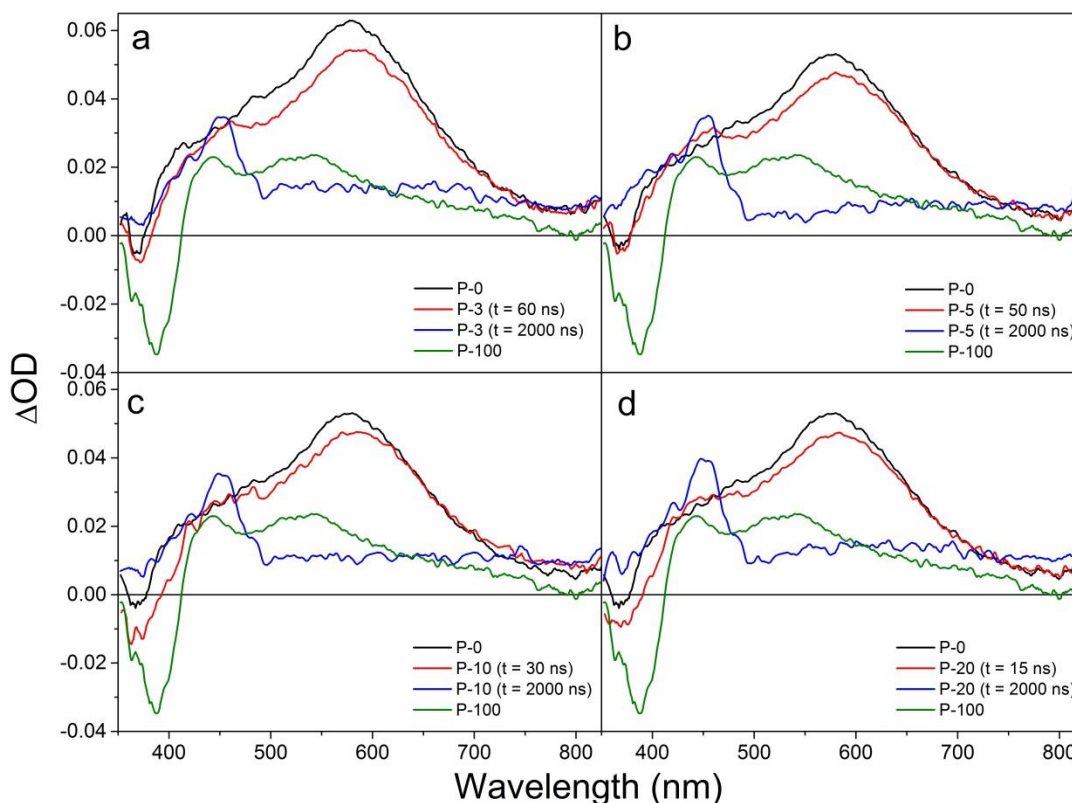 a
b
0.06
0.04
0.02
0.00
-0.02
-0.04
P-0
P-3 (t = 60 ns)
P-3 (t = 2000 ns)
P-100
P-0
P-5 (t = 50 ns)
P-5 (t = 2000 ns)
P-100
ΔOD
c
d
0.06
0.04
0.02
0.00
-0.02
-0.04
P-0
P-10 (t = 30 ns)
P-10 (t = 2000 ns)
P-100
P-0
P-20 (t = 15 ns)
P-20 (t = 2000 ns)
P-100
400 500 600 700 800 400 500 600 700 800
Wavelength (nm)